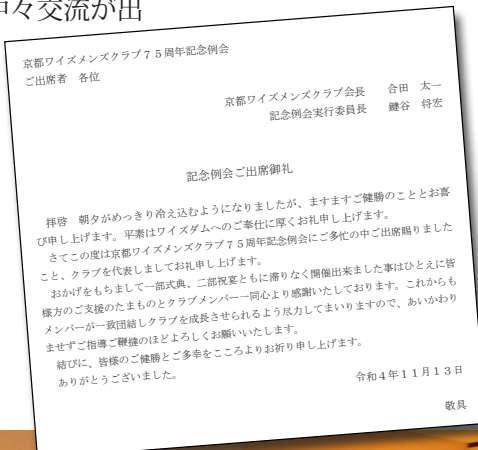 々交流が出
京都ワイズメンズクラブ７５周年記念例会
ご出席者　各位
京都ワイズメンズクラブ会長　合田　太一
記念例会実行委員長　鍵谷　将宏
記念例会ご出席御礼
拝啓　朝夕がめっきり冷え込むようになりましたが、ますますご健勝のこととお喜
び申し上げます。平素はワイズダムへのご奉仕に厚くお礼申し上げます。
さてこの度は京都ワイズメンズクラブ７５周年記念例会にご多忙の中ご出席賜りました
こと、クラブを代表しましてお礼申し上げます。
おかげをもちまして一部式典、二部祝宴ともに滞りなく開催出来ました事はひとえに皆
様方のご支援のたまものとクラブメンバー一同心より感謝いたしております。これからも
メンバーが一致団結しクラブを成長させられるよう尽力してまいりますので、あいかわり
ませずご指導ご鞭撻のほどよろしくお願いいたします。
結びに、皆様のご健勝とご多幸をこころよりお祈り申し上げます。
ありがとうございました。
令和４年１１月１３日
敬具